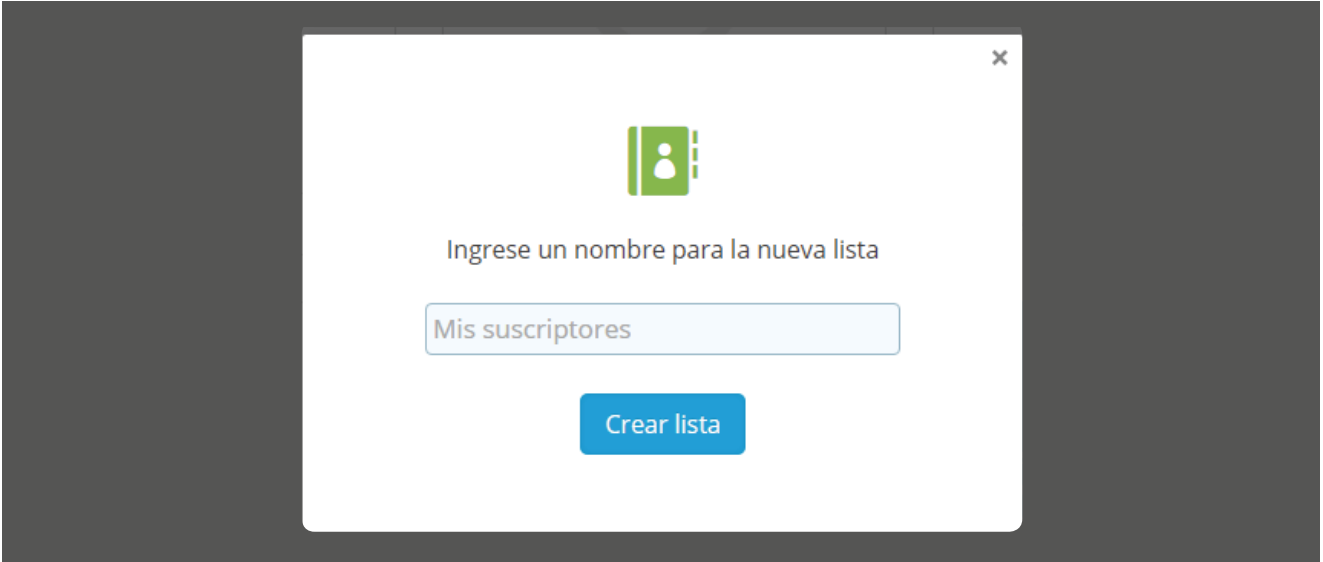 Ingrese un nombre para la nueva lista
Mis suscriptores
Crear lista